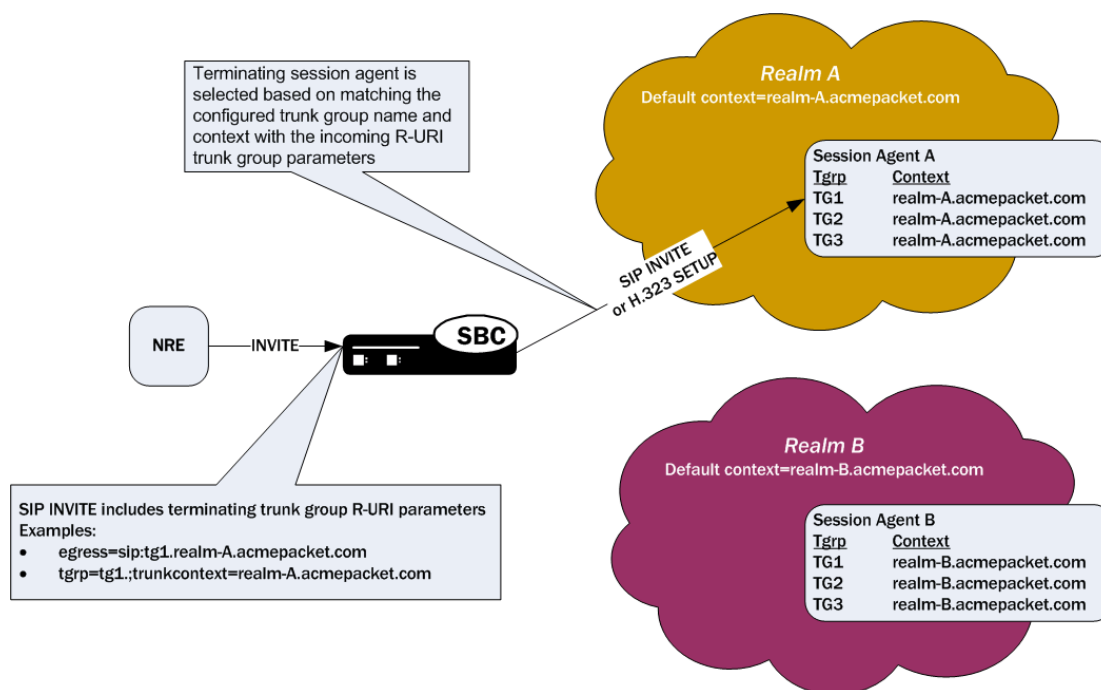 Terminating session agent is
selected based on matching the
configured trunk group name and
context with the incoming R-URI
trunk group parameters
Realm A
Default context=realm-A.acmepacket.com
Session Agent A
Tgrp Context
TG1 realm-A.acmepacket.com
TG2 realm-A.acmepacket.com
TG3 realm-A.acmepacket.com
SIP INVITE
or H.323 SETUP
NRE
INVITE
SBC
Realm B
Default context=realm-B.acmepacket.com
Session Agent B
Tgrp Context
TG1 realm-B.acmepacket.com
TG2 realm-B.acmepacket.com
TG3 realm-B.acmepacket.com
SIP INVITE includes terminating trunk group R-URI parameters
Examples:
• egress=sip:tg1.realm-A.acmepacket.com
• tgrp=tg1.;trunkcontext=realm-A.acmepacket.com